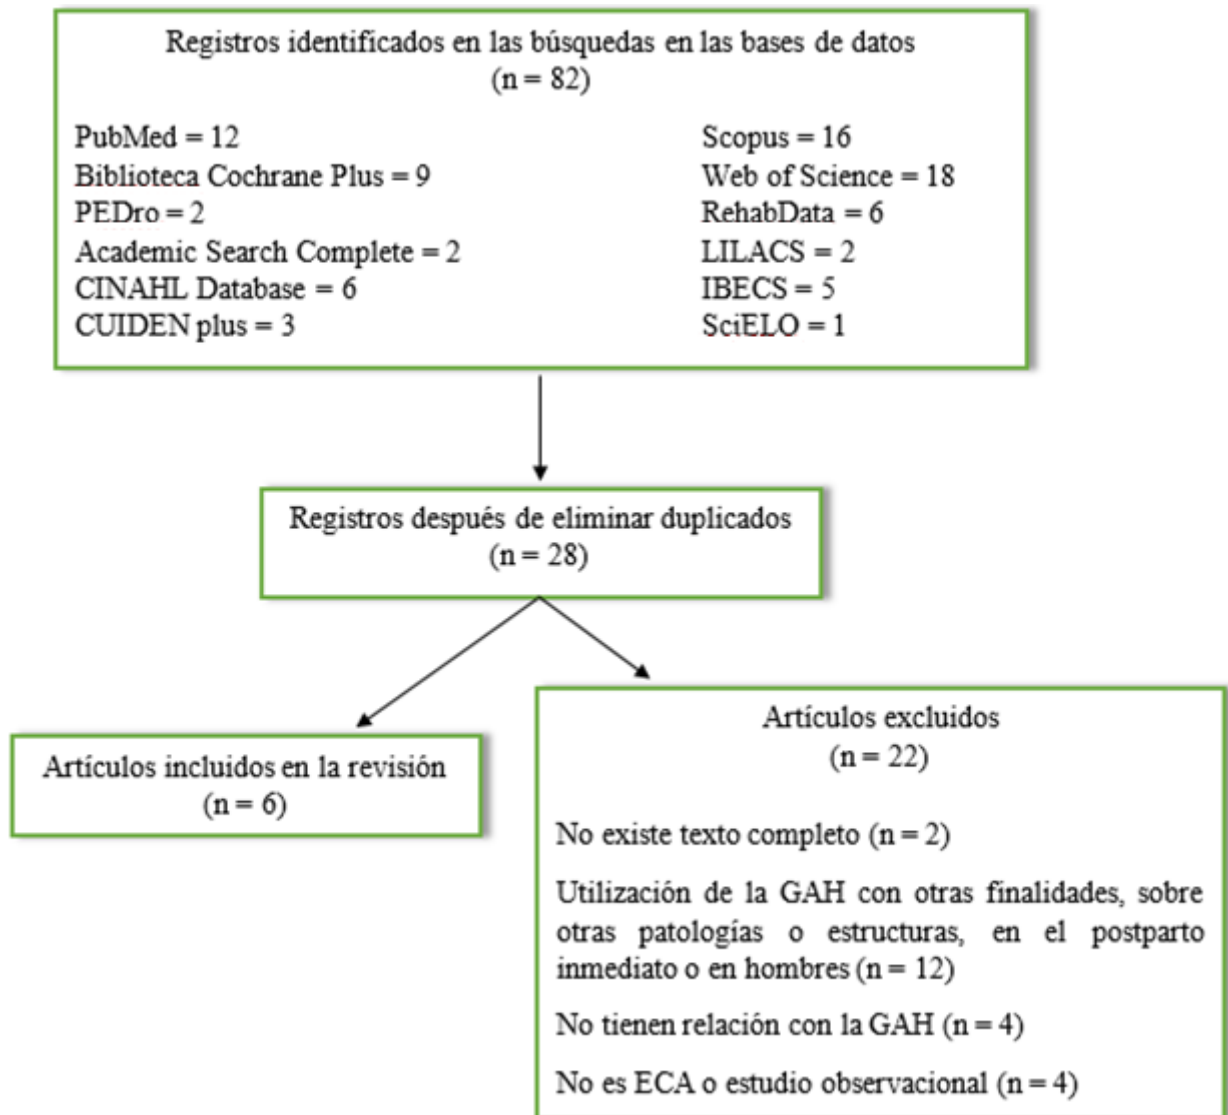 Registros identificados en las búsquedas en las bases de datos
(n = 82)
PubMed = 12
Biblioteca Cochrane Plus = 9
PEDro = 2
Academic Search Complete = 2
CINAHL Database = 6
CUIDEN plus = 3
Scopus = 16
Web of Science = 18
RehabData = 6
LILACS = 2
IBECS = 5
SciELO = 1
Registros después de eliminar duplicados
(n = 28)
Artículos incluidos en la revisión
(n = 6)
Artículos excluidos
(n = 22)
No existe texto completo (n = 2)
Utilización de la GAH con otras finalidades, sobre
otras patologías o estructuras, en el postparto
inmediato o en hombres (n = 12)
No tienen relación con la GAH (n = 4)
No es ECA o estudio observacional (n = 4)